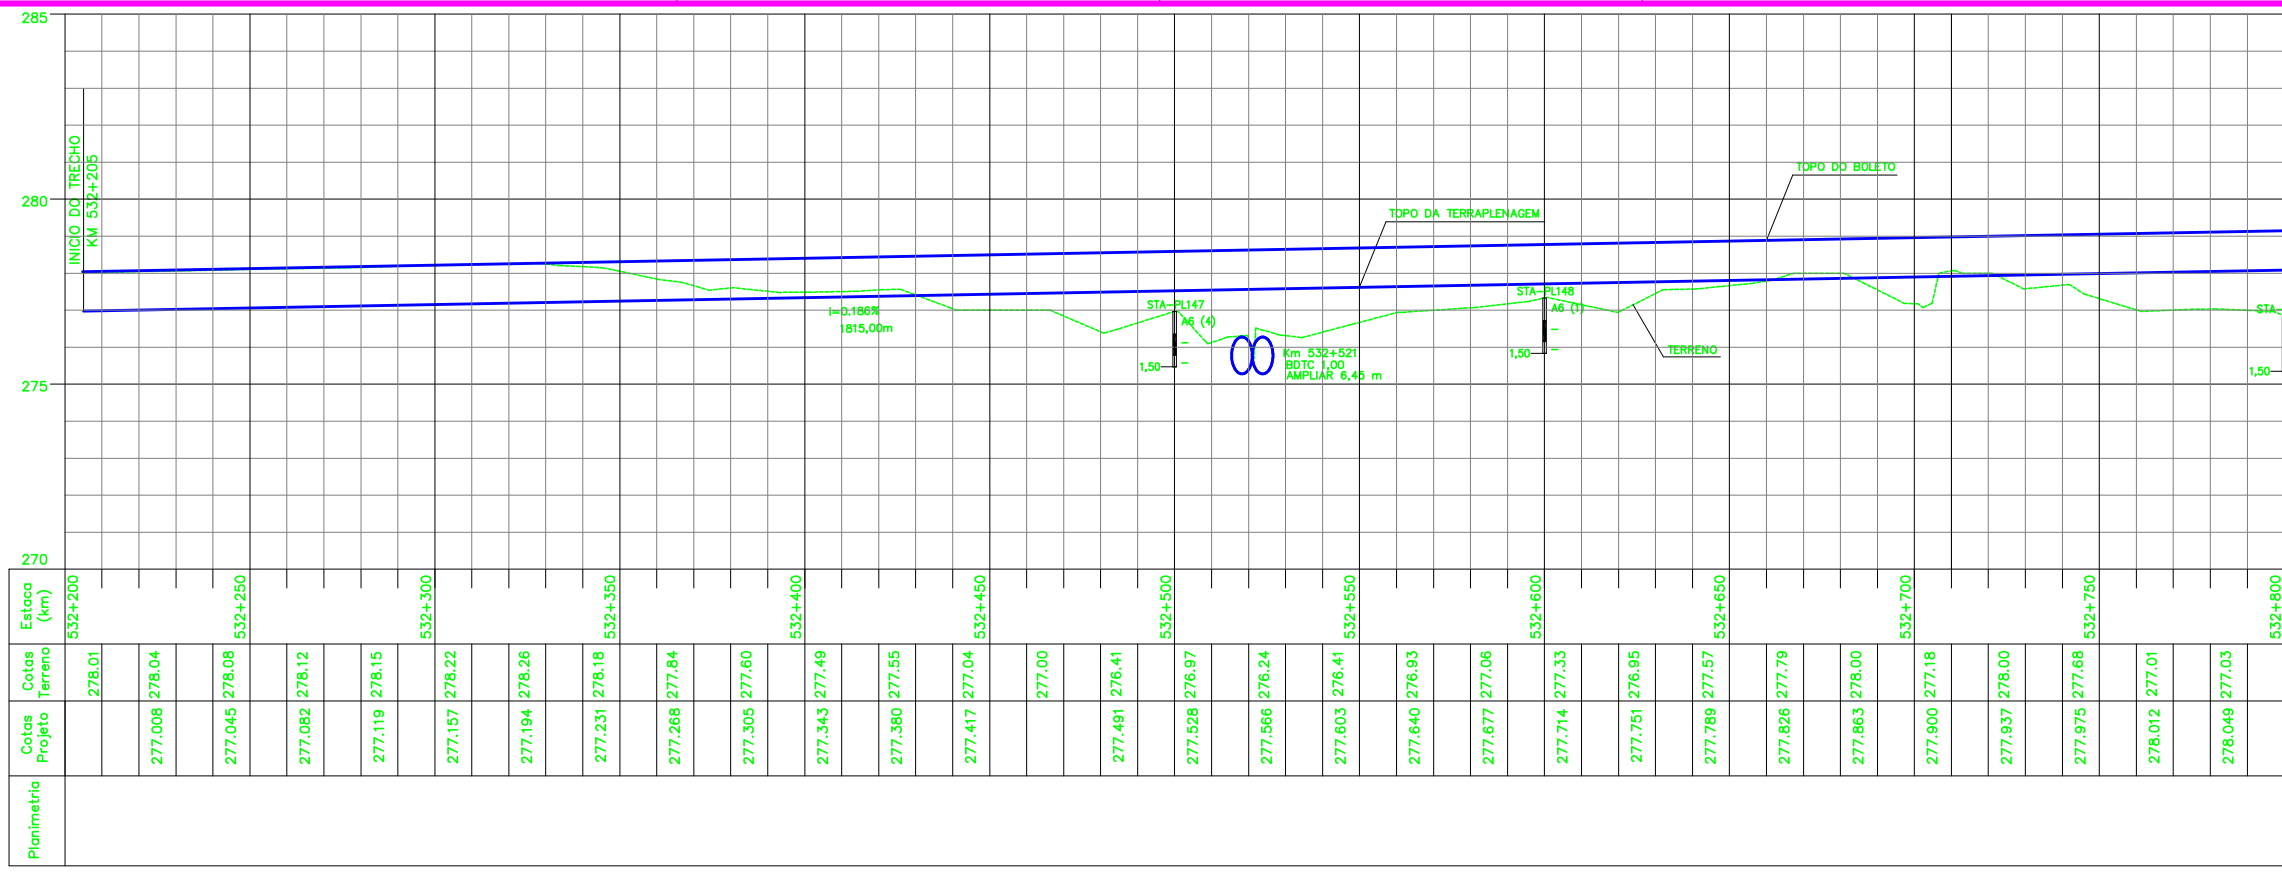 285
280
275
270
INICIO DO TRECHO
KM 532+205
TOPO DO BOLETO
TOPO DA TERRAPLENAGEM
i=0.186%
1815,00m
STA-PL147
A6 (4)
1,50
Km 532+521
BDTC 1,00
AMPLIAR 6,45 m
STA-PL148
A6 (1)
1,50
TERRENO
STA-
1,50
Estaca
(km)
532+200 532+250 532+300 532+350 532+400 532+450 532+500 532+550 532+600 532+650 532+700 532+750 532+800
Cotas
Terreno
278.01 278.04 278.08 278.12 278.15 278.22 278.26 278.18 277.84 277.60 277.49 277.55 277.04 277.00 276.41 276.97 276.24 276.41 276.93 277.06 277.33 276.95 277.57 277.79 278.00 277.18 278.00 277.68 277.01 277.03
Cotas
Projeto
277.008 277.045 277.082 277.119 277.157 277.194 277.231 277.268 277.305 277.343 277.380 277.417 277.491 277.528 277.566 277.603 277.640 277.677 277.714 277.751 277.789 277.826 277.863 277.900 277.937 277.975 278.012 278.049
Planimetria